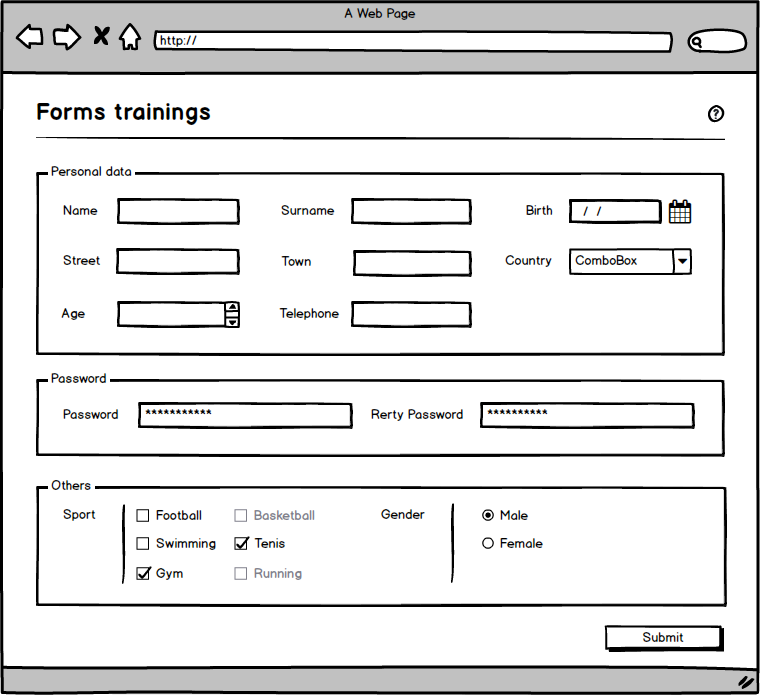 A Web Page
http://
Forms trainings
?
Personal data
Name Surname Birth / /
Street Town Country ComboBox
Age Telephone
Password
Password *********** Rerty Password **********
Others
Sport Football Basketball Gender Male
Swimming Tenis Female
Gym Running
Submit